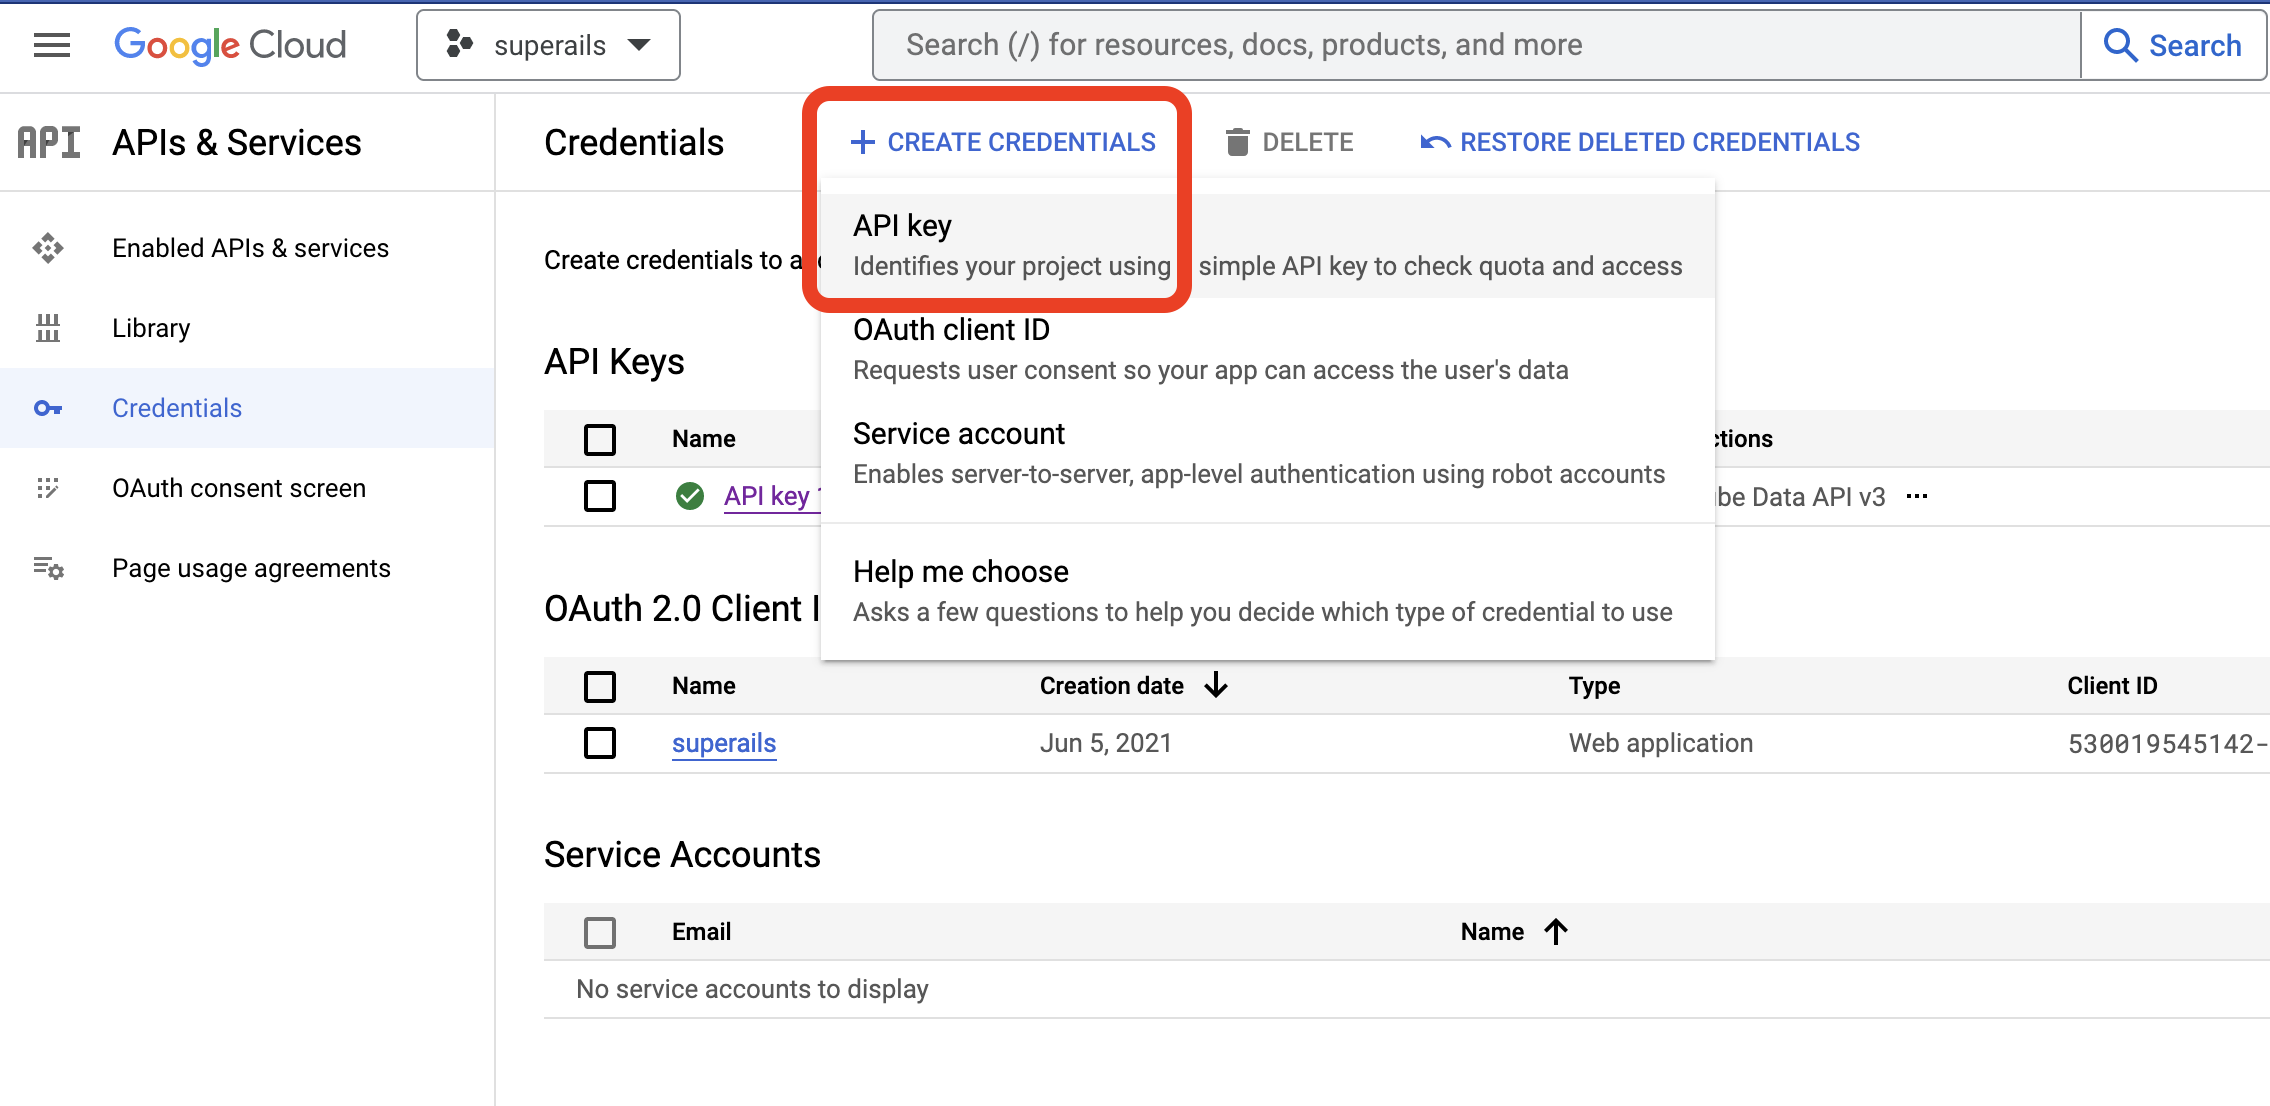 Google Cloud
superails
Search (/) for resources, docs, products, and more
Search
API
APIs & Services
Credentials
CREATE CREDENTIALS
DELETE
RESTORE DELETED CREDENTIALS
Enabled APIs & services
Library
Credentials
OAuth consent screen
Page usage agreements
Create credentials to
API key
Identifies your project using simple API key to check quota and access
OAuth client ID
Requests user consent so your app can access the user's data
Service account
Enables server-to-server, app-level authentication using robot accounts
Help me choose
Asks a few questions to help you decide which type of credential to use
API Keys
Name
ctions
API key
be Data API v3
OAuth 2.0 Client I
Name Creation date Type Client ID
superails Jun 5, 2021 Web application 530019545142-
Service Accounts
Email Name
No service accounts to display